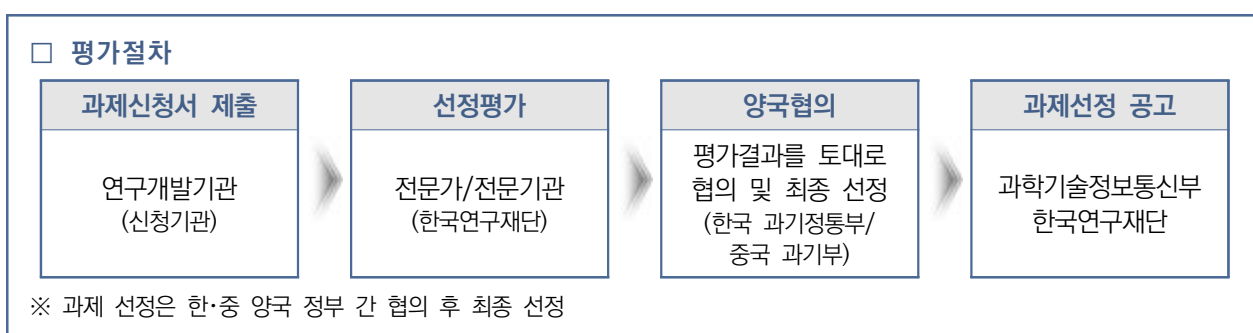 □ 평가절차
과제신청서 제출
연구개발기관
(신청기관)
선정평가
전문가/전문기관
(한국연구재단)
양국협의
평가결과를 토대로
협의 및 최종 선정
(한국 과기정통부/
중국 과기부)
과제선정 공고
과학기술정보통신부
한국연구재단
※ 과제 선정은 한·중 양국 정부 간 협의 후 최종 선정